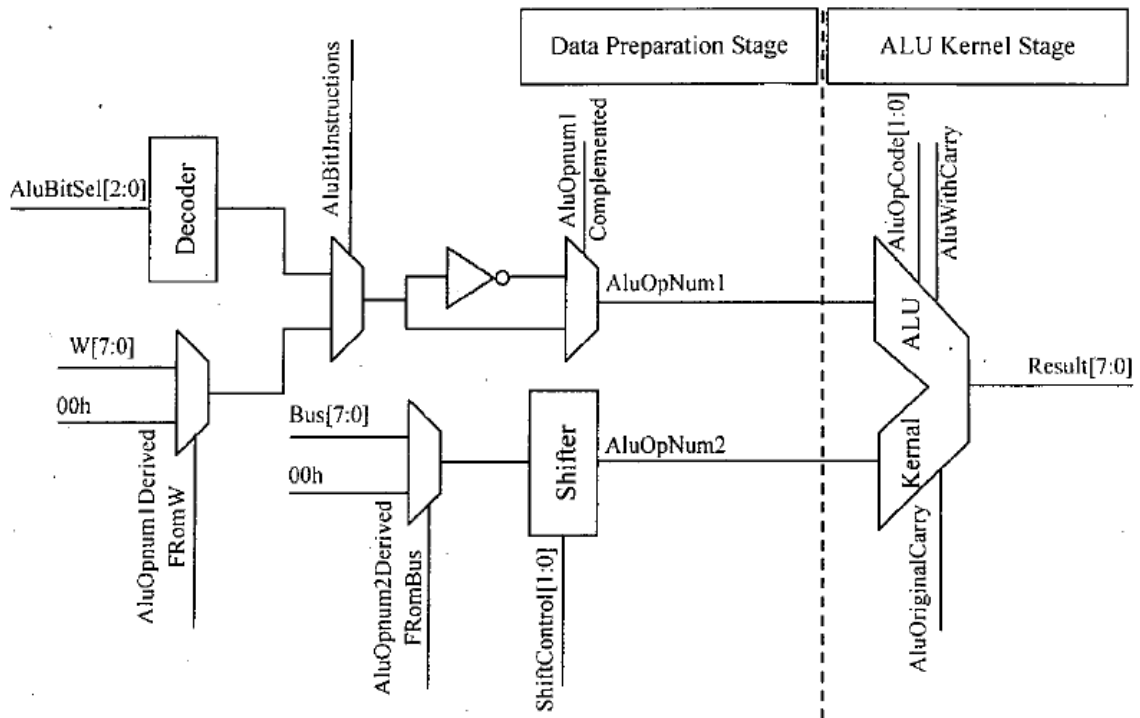 Data Preparation Stage
ALU Kernel Stage
AluBitInstructions
AluOpnum1
Complemented
AluOpCode[1:0]
AluWithCarry
AluBitSel[2:0]
Decoder
AluOpNum1
ALU
W[7:0]
Result[7:0]
00h
Bus[7:0]
AluOpNum2
Shifter
Kernal
00h
AluOpnum1Derived
FRomW
AluOpnum2Derived
FRomBus
ShiftControl[1:0]
AluOriginalCarry